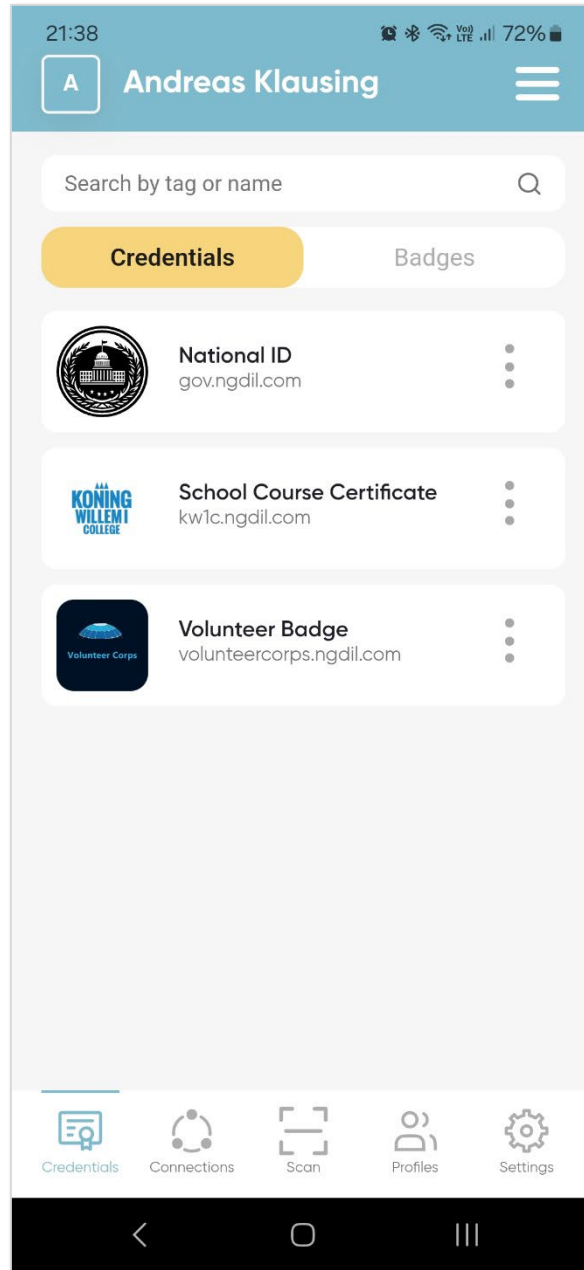 21:38
Vo)) LTE 72%
A Andreas Klausing
Search by tag or name
Credentials Badges
National ID
gov.ngdil.com
KONING
WILLEM I
COLLEGE
School Course Certificate
kw1c.ngdil.com
Volunteer Corps
Volunteer Badge
volunteercorps.ngdil.com
Credentials Connections Scan Profiles Settings